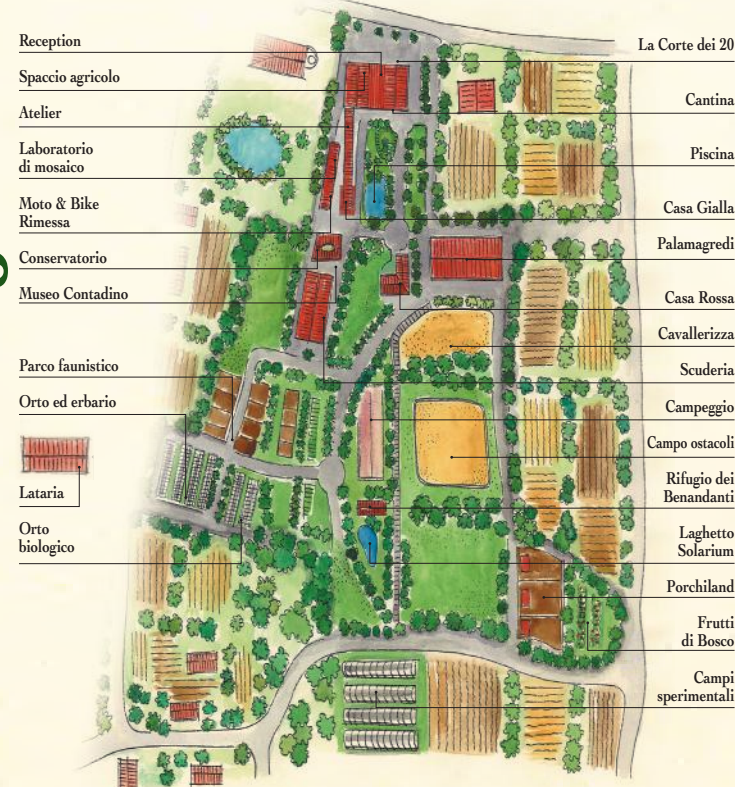 Reception
Spaccio agricolo
Atelier
Laboratorio
di mosaico
Moto & Bike
Rimessa
Conservatorio
Museo Contadino
Parco faunistico
Orto ed erbario
Lataria
Orto
biologico
La Corte dei 20
Cantina
Piscina
Casa Gialla
Palamagredi
Casa Rossa
Cavallerizza
Scuderia
Campeggio
Campo ostacoli
Rifugio dei
Benandanti
Laghetto
Solarium
Porchiland
Frutti
di Bosco
Campi
sperimentali